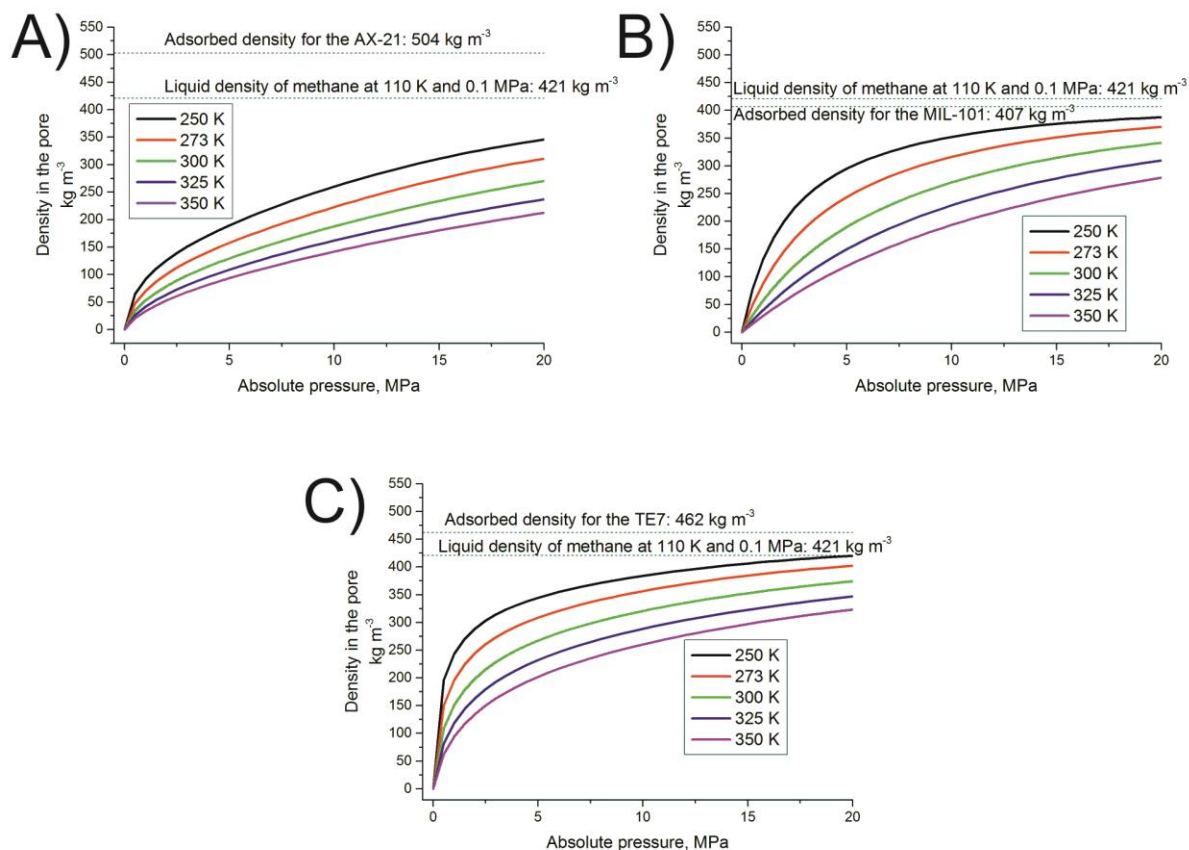 A)
Density in the pore
kg m⁻³
550
500
450
400
350
300
250
200
150
100
50
0
Adsorbed density for the AX-21: 504 kg m⁻³
Liquid density of methane at 110 K and 0.1 MPa: 421 kg m⁻³
250 K
273 K
300 K
325 K
350 K
0 5 10 15 20
Absolute pressure, MPa
B)
Density in the pore
kg m⁻³
550
500
450
400
350
300
250
200
150
100
50
0
Liquid density of methane at 110 K and 0.1 MPa: 421 kg m⁻³
Adsorbed density for the MIL-101: 407 kg m⁻³
250 K
273 K
300 K
325 K
350 K
0 5 10 15 20
Absolute pressure, MPa
C)
Density in the pore
kg m⁻³
550
500
450
400
350
300
250
200
150
100
50
0
Adsorbed density for the TE7: 462 kg m⁻³
Liquid density of methane at 110 K and 0.1 MPa: 421 kg m⁻³
250 K
273 K
300 K
325 K
350 K
0 5 10 15 20
Absolute pressure, MPa